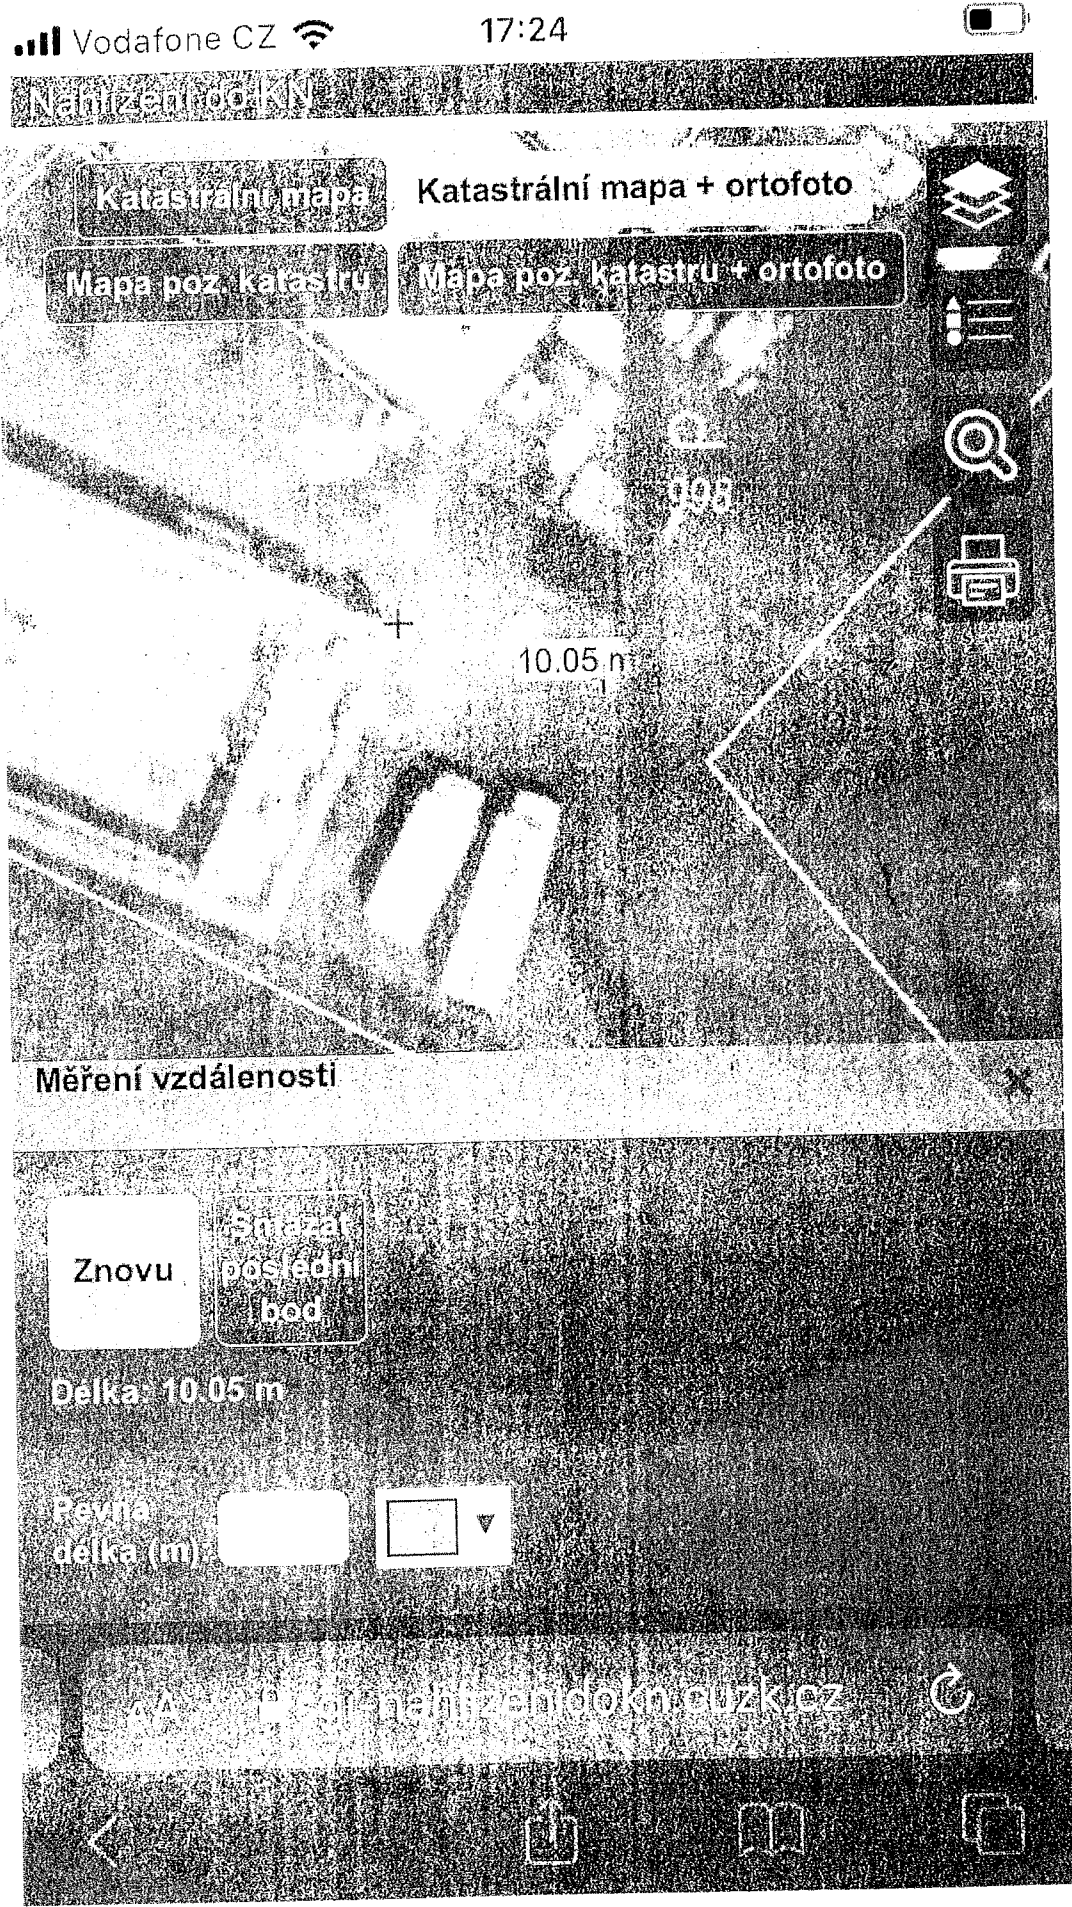 Vodafone CZ 17:24
Nahlížení do KN
Katastrální mapa Katastrální mapa + ortofoto
Mapa poz. katastru Mapa poz. katastru + ortofoto
10.05 m
Měření vzdálenosti
Znovu
Smazat
poslední
bod
Délka: 10.05 m
Pevná
délka (m):
AA nahlizenidokn.cuzk.cz